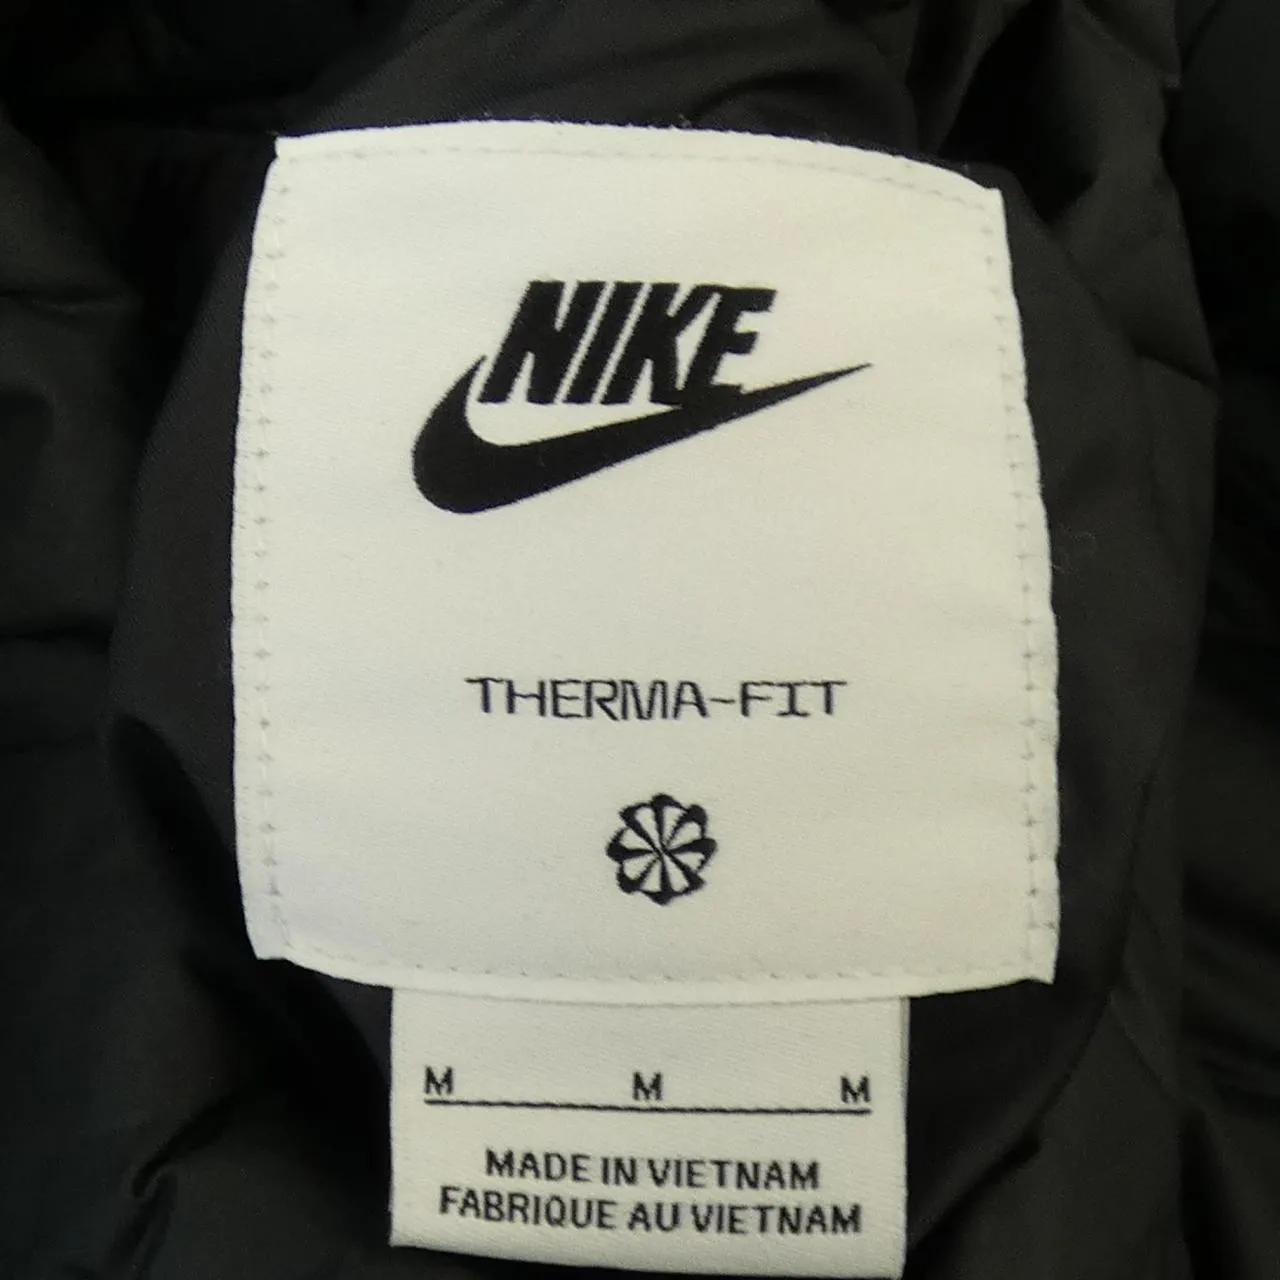 NIKE
THERMA-FIT
M M M
MADE IN VIETNAM
FABRIQUE AU VIETNAM